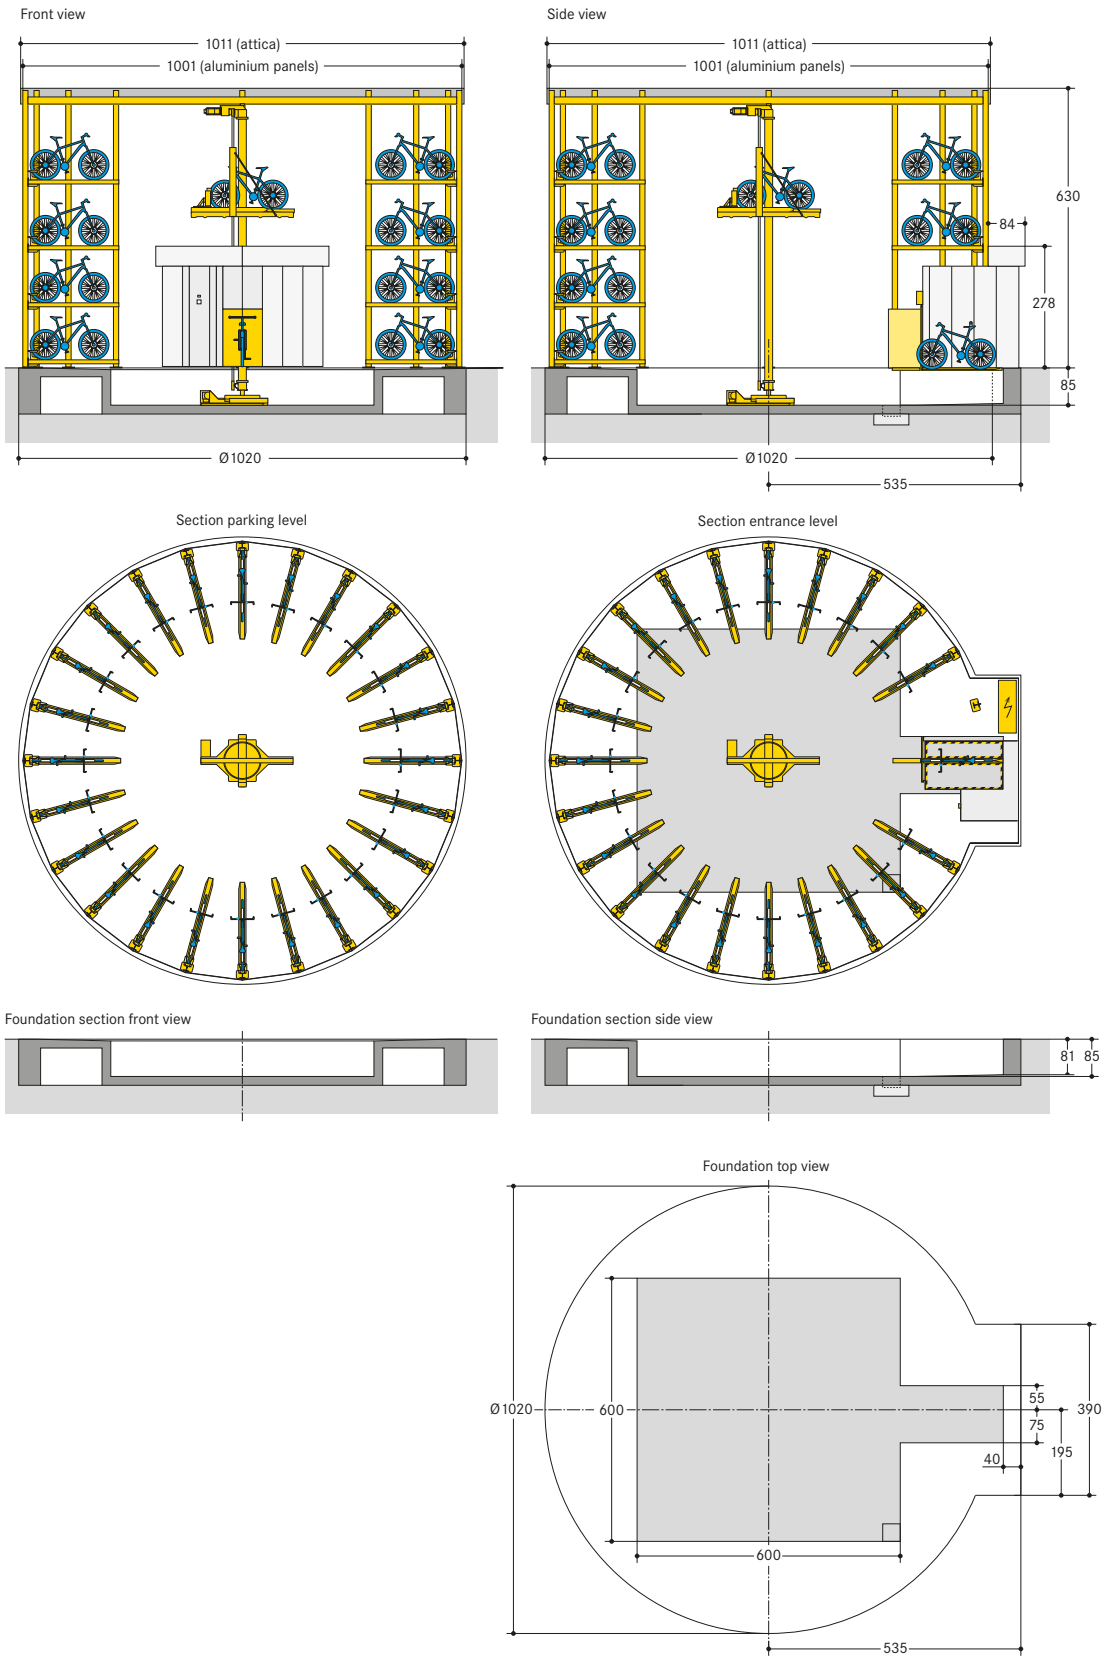 Front view
Side view
1011 (attica)
1011 (attica)
1001 (aluminium panels)
1001 (aluminium panels)
630
84
278
85
Ø1020
Ø1020
535
Section parking level
Section entrance level
Foundation section front view
Foundation section side view
81
85
Foundation top view
55
Ø1020
600
390
75
195
40
600
535